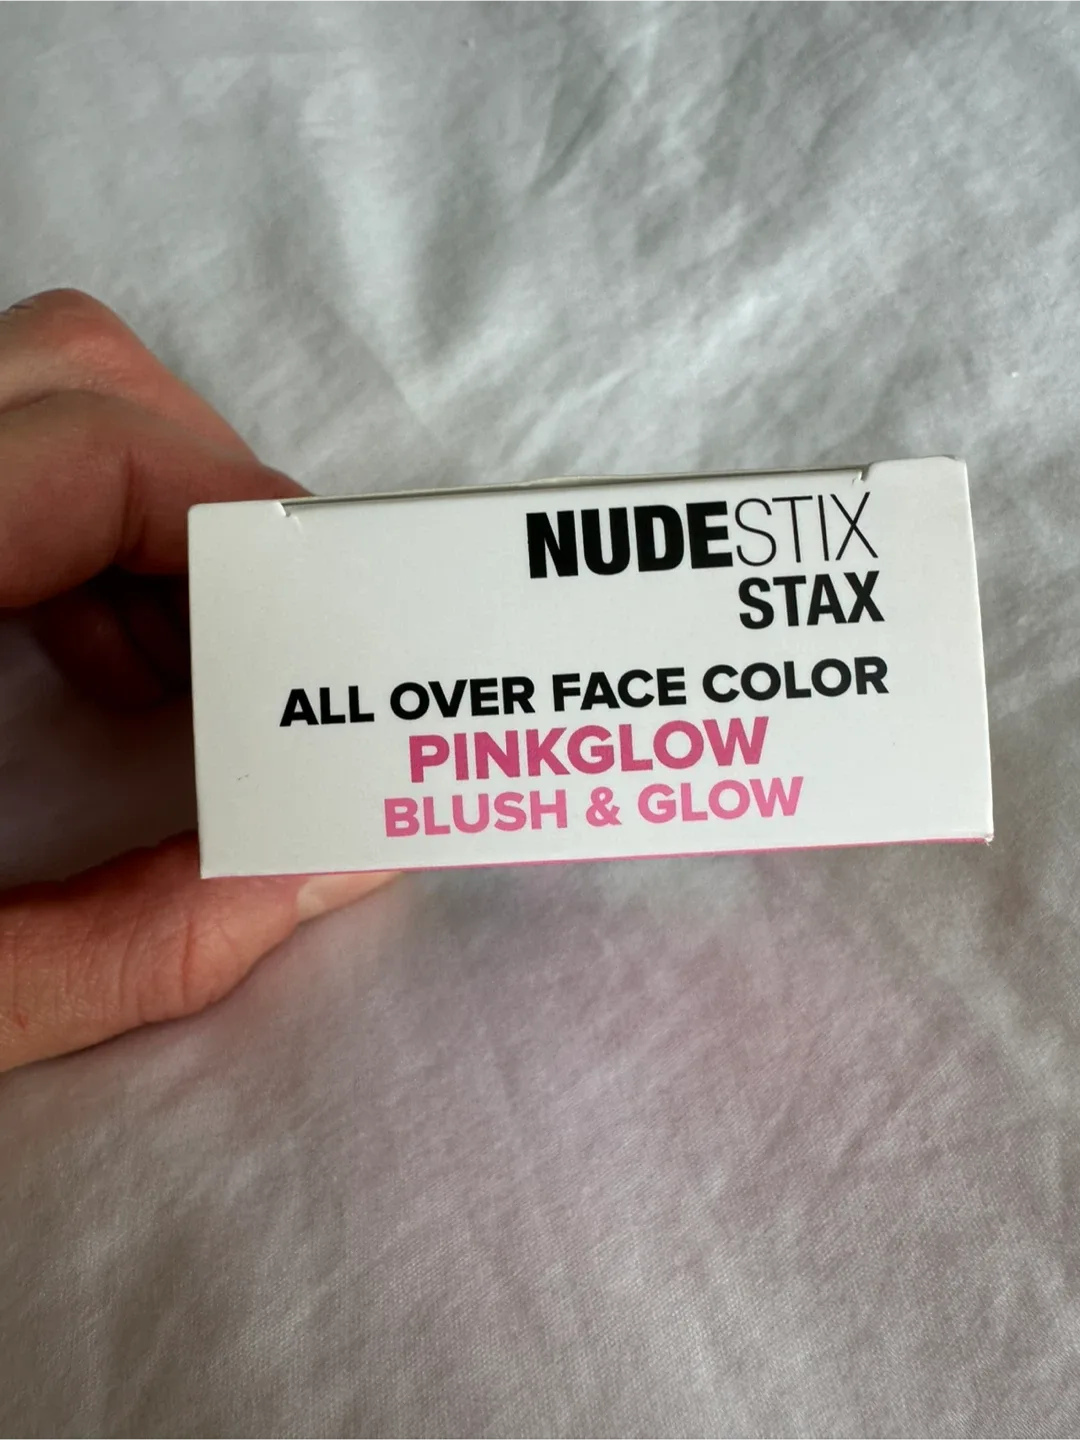 NUDESTIX
STAX
ALL OVER FACE COLOR
PINKGLOW
BLUSH & GLOW